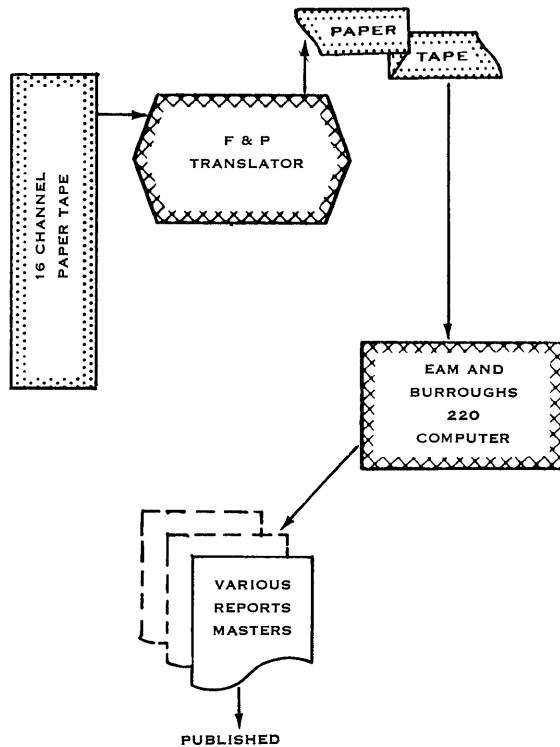 16 CHANNEL
PAPER TAPE
F & P
TRANSLATOR
PAPER
TAPE
EAM AND
BURROUGHS
220
COMPUTER
VARIOUS
REPORTS
MASTERS
PUBLISHED